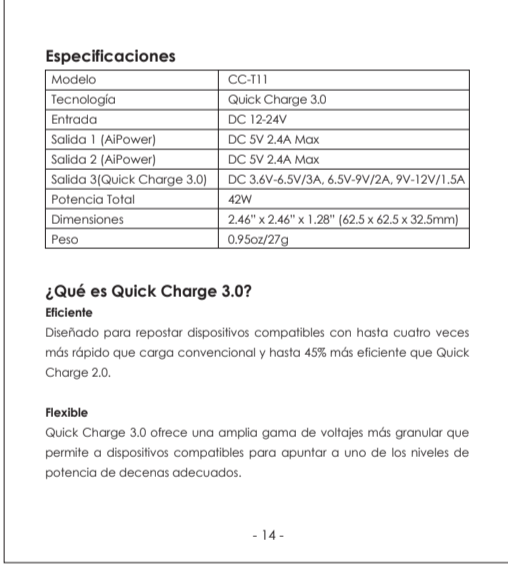 Especificaciones
Modelo CC-T11
Tecnología Quick Charge 3.0
Entrada DC 12-24V
Salida 1 (AiPower) DC 5V 2.4A Max
Salida 2 (AiPower) DC 5V 2.4A Max
Salida 3(Quick Charge 3.0) DC 3.6V-6.5V/3A, 6.5V-9V/2A, 9V-12V/1.5A
Potencia Total 42W
Dimensiones 2.46" x 2.46" x 1.28" (62.5 x 62.5 x 32.5mm)
Peso 0.95oz/27g
¿Qué es Quick Charge 3.0?
Eficiente
Diseñado para repostar dispositivos compatibles con hasta cuatro veces
más rápido que carga convencional y hasta 45% más eficiente que Quick
Charge 2.0.
Flexible
Quick Charge 3.0 ofrece una amplia gama de voltajes más granular que
permite a dispositivos compatibles para apuntar a uno de los niveles de
potencia de decenas adecuados.
- 14 -